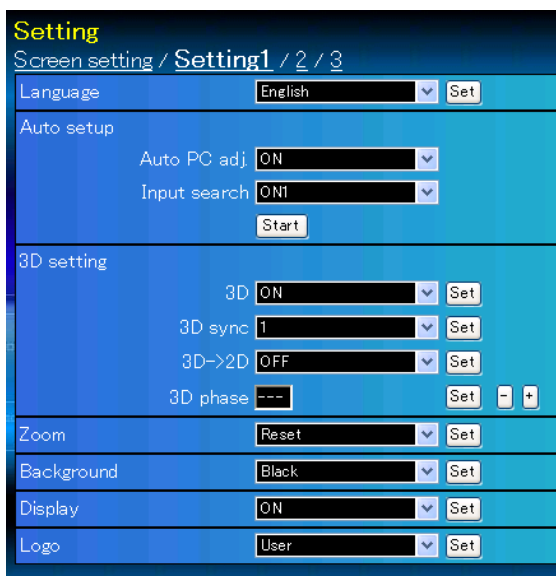 Setting
Screen setting / Setting1 / 2 / 3
Language English Set
Auto setup
Auto PC adj. ON
Input search ON1
Start
3D setting
3D ON Set
3D sync 1 Set
3D->2D OFF Set
3D phase --- Set - +
Zoom Reset Set
Background Black Set
Display ON Set
Logo User Set